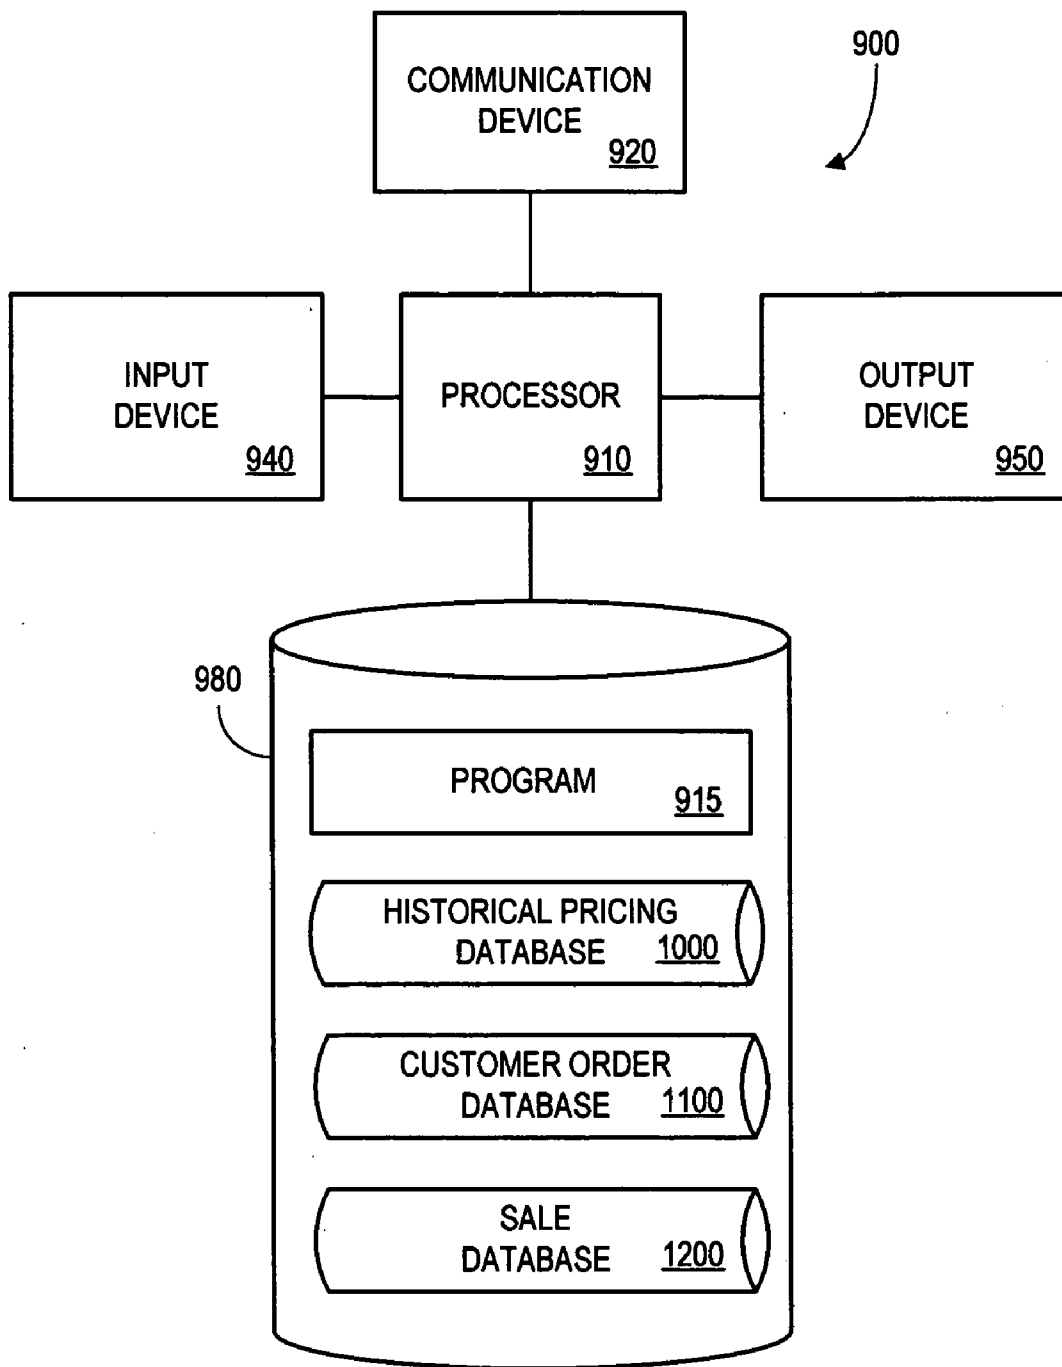 900
COMMUNICATION
DEVICE
920
INPUT
DEVICE
940
PROCESSOR
910
OUTPUT
DEVICE
950
980
PROGRAM
915
HISTORICAL PRICING
DATABASE 1000
CUSTOMER ORDER
DATABASE 1100
SALE
DATABASE 1200